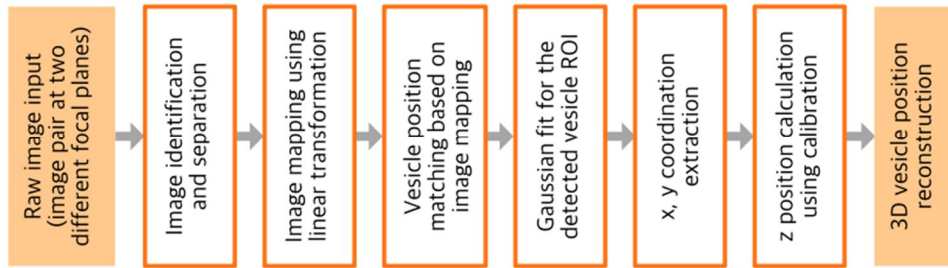 Raw image input
(image pair at two
different focal planes)
Image identification
and separation
Image mapping using
linear transformation
Vesicle position
matching based on
image mapping
Gaussian fit for the
detected vesicle ROI
x, y coordination
extraction
z position calculation
using calibration
3D vesicle position
reconstruction